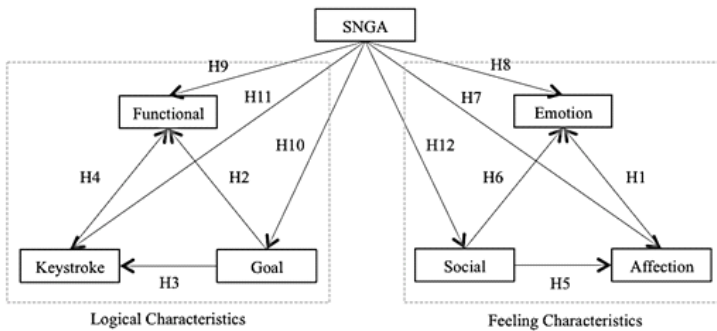 SNGA
H9
H8
Functional
H11
H7
Emotion
H10
H12
H4
H2
H6
H1
Keystroke
Goal
Social
Affection
H3
H5
Logical Characteristics
Feeling Characteristics